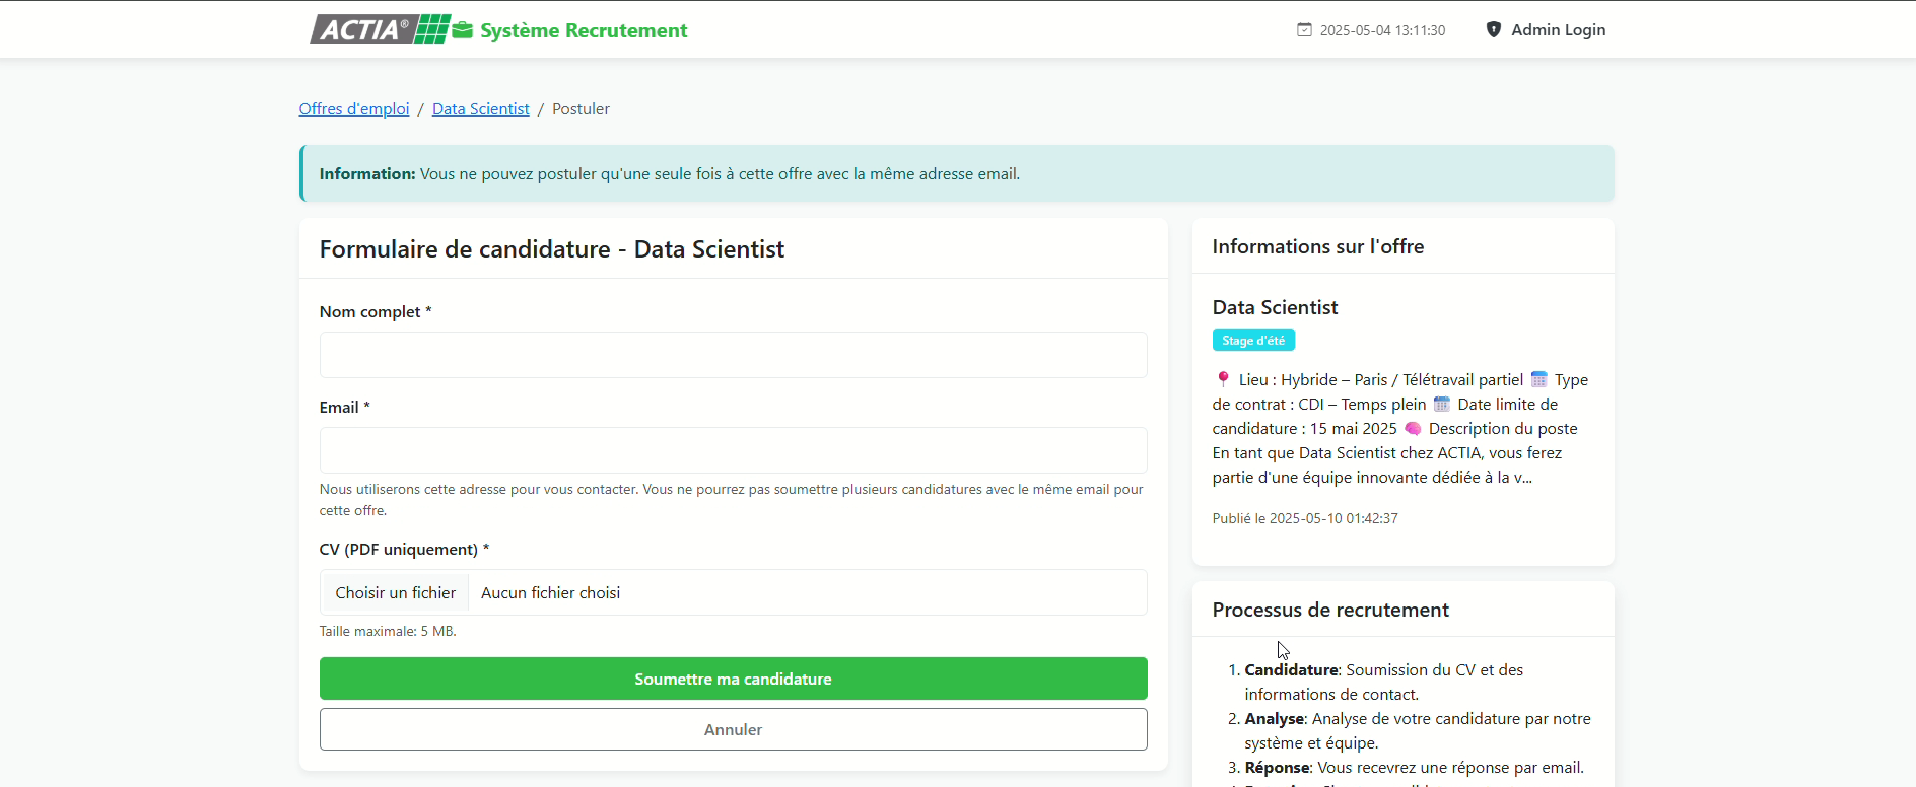 ACTIA® Système Recrutement
2025-05-04 13:11:30
Admin Login
Offres d'emploi / Data Scientist / Postuler
Information: Vous ne pouvez postuler qu'une seule fois à cette offre avec la même adresse email.
Formulaire de candidature - Data Scientist
Nom complet *
Email *
Nous utiliserons cette adresse pour vous contacter. Vous ne pourrez pas soumettre plusieurs candidatures avec le même email pour
cette offre.
CV (PDF uniquement) *
Choisir un fichier Aucun fichier choisi
Taille maximale: 5 MB.
Soumettre ma candidature
Annuler
Informations sur l'offre
Data Scientist
Stage d'été
📍 Lieu : Hybride – Paris / Télétravail partiel 🗓️ Type
de contrat : CDI – Temps plein 🗓️ Date limite de
candidature : 15 mai 2025 🧠 Description du poste
En tant que Data Scientist chez ACTIA, vous ferez
partie d'une équipe innovante dédiée à la v...
Publié le 2025-05-10 01:42:37
Processus de recrutement
1. Candidature: Soumission du CV et des
informations de contact.
2. Analyse: Analyse de votre candidature par notre
système et équipe.
3. Réponse: Vous recevrez une réponse par email.